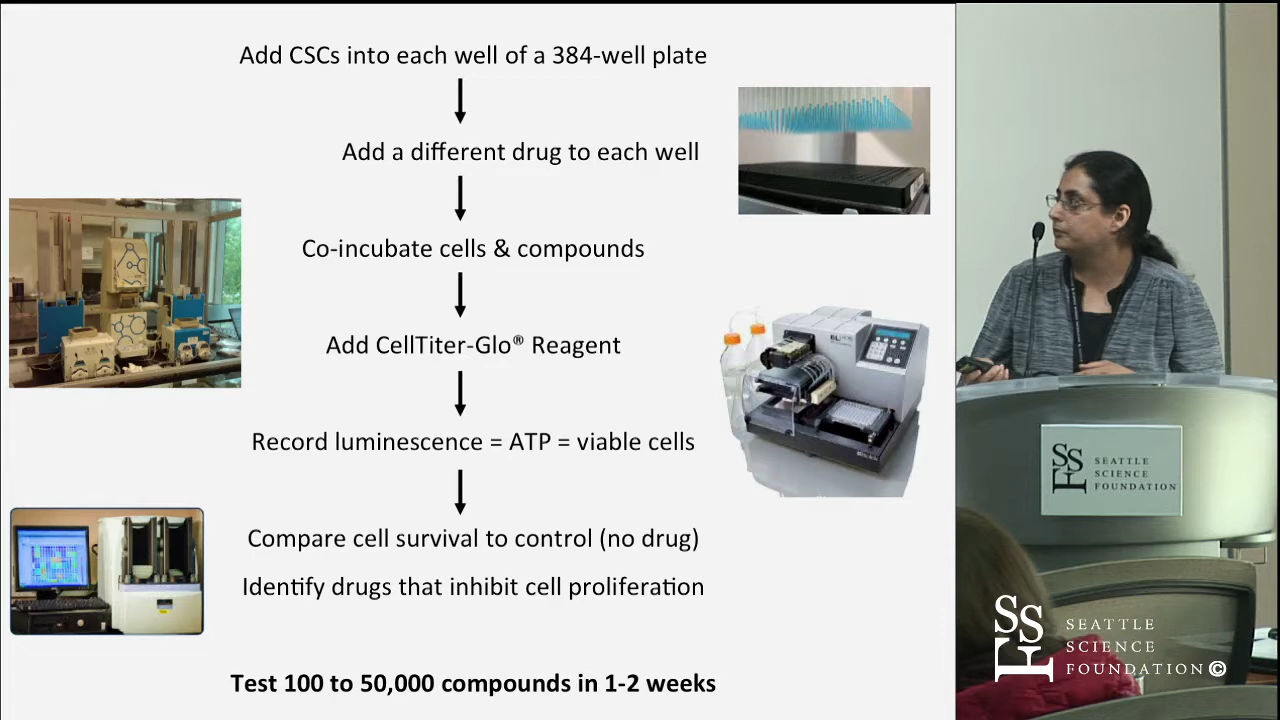 Add CSCs into each well of a 384-well plate
Add a different drug to each well
Co-incubate cells & compounds
Add CellTiter-Glo® Reagent
Record luminescence = ATP = viable cells
Compare cell survival to control (no drug)
Identify drugs that inhibit cell proliferation
Test 100 to 50,000 compounds in 1-2 weeks
SSF
SEATTLE
SCIENCE
FOUNDATION
SSF
SEATTLE
SCIENCE
FOUNDATION©